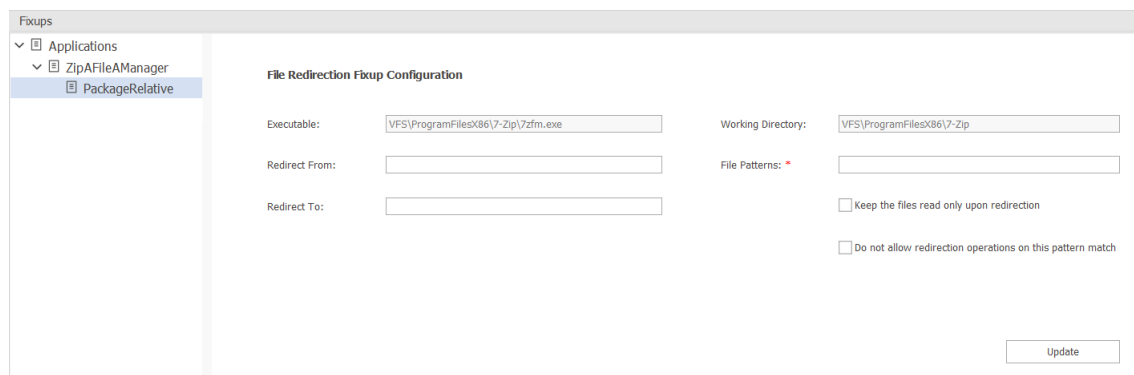 Fixups
Applications
ZipAFileAManager
PackageRelative
File Redirection Fixup Configuration
Executable: VFS\ProgramFilesX86\7-Zip\7zfm.exe Working Directory: VFS\ProgramFilesX86\7-Zip
Redirect From: File Patterns: *
Redirect To: Keep the files read only upon redirection
Do not allow redirection operations on this pattern match
Update